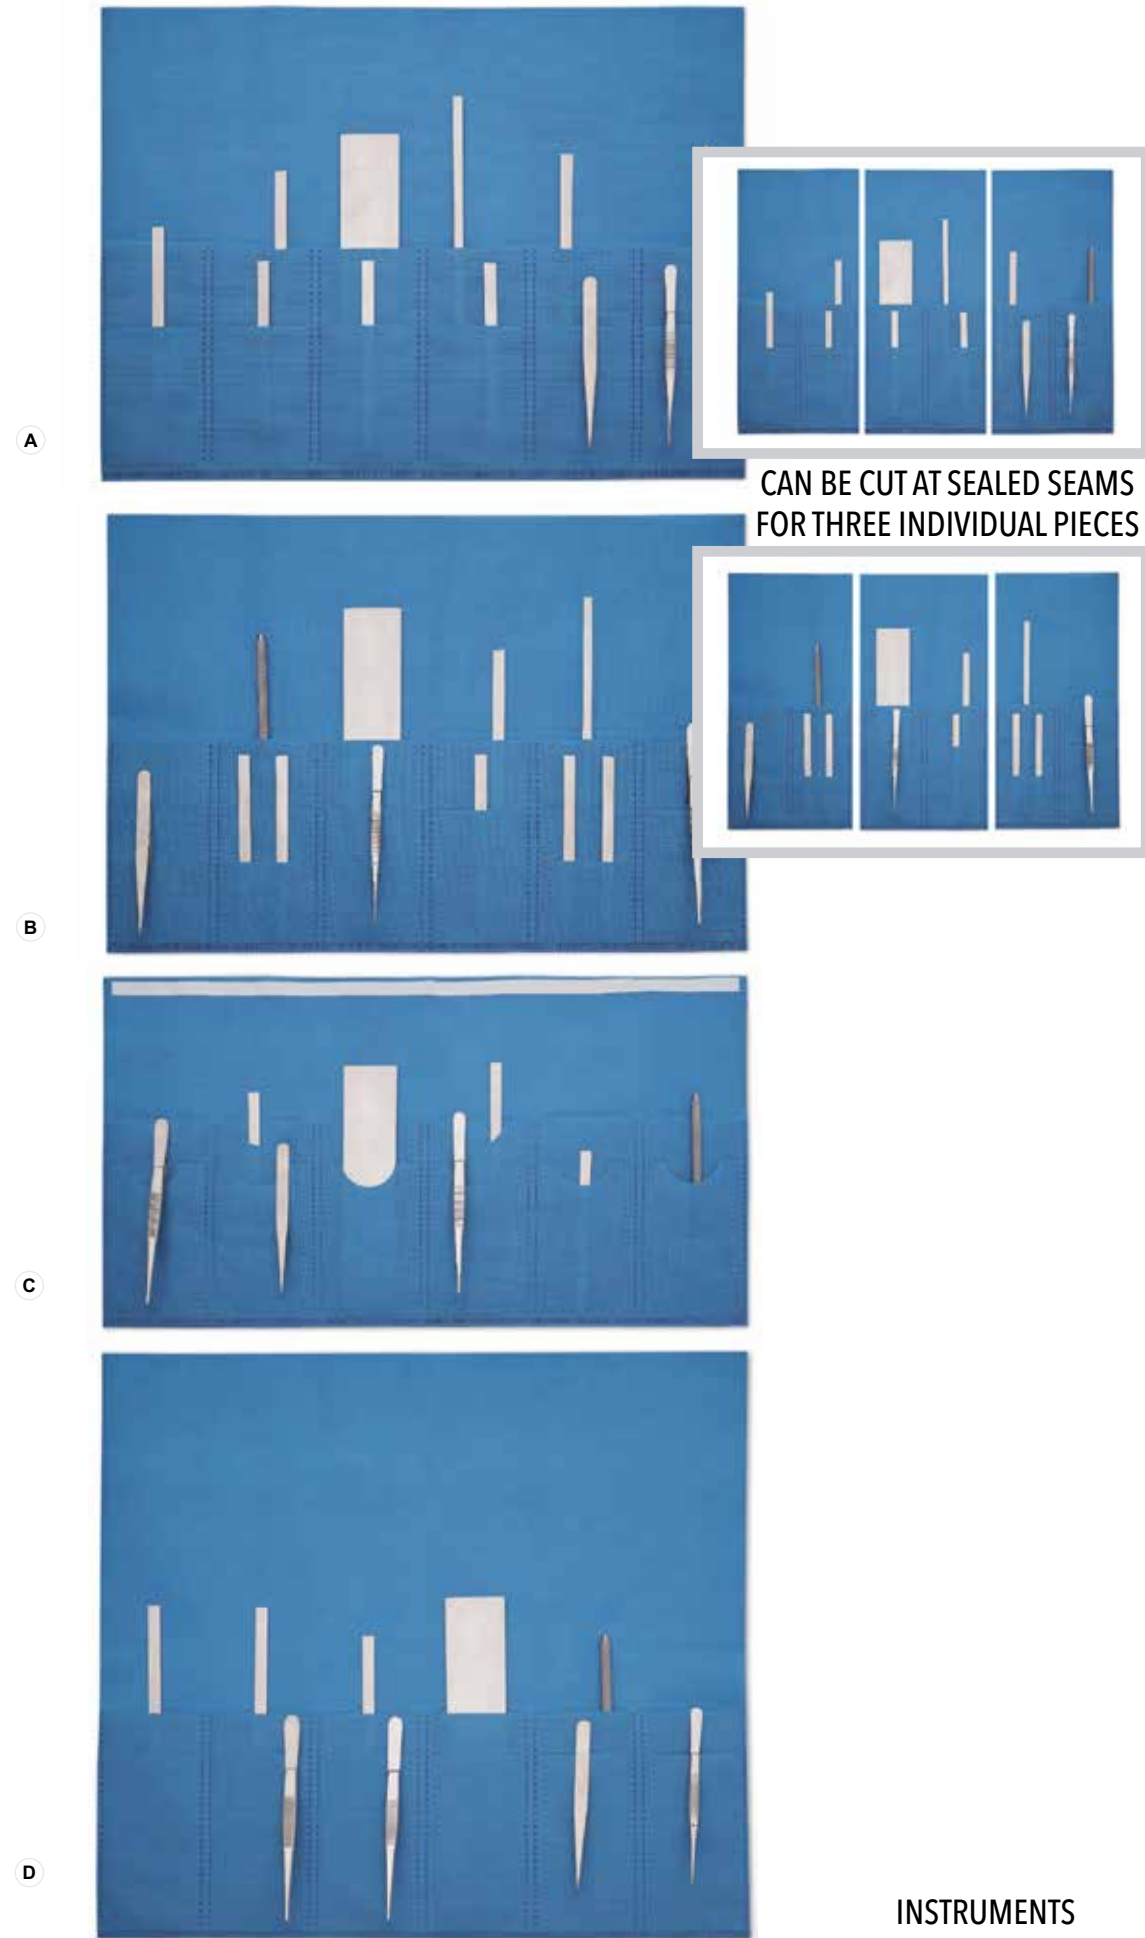 A
CAN BE CUT AT SEALED SEAMS
FOR THREE INDIVIDUAL PIECES
B
C
D
INSTRUMENTS